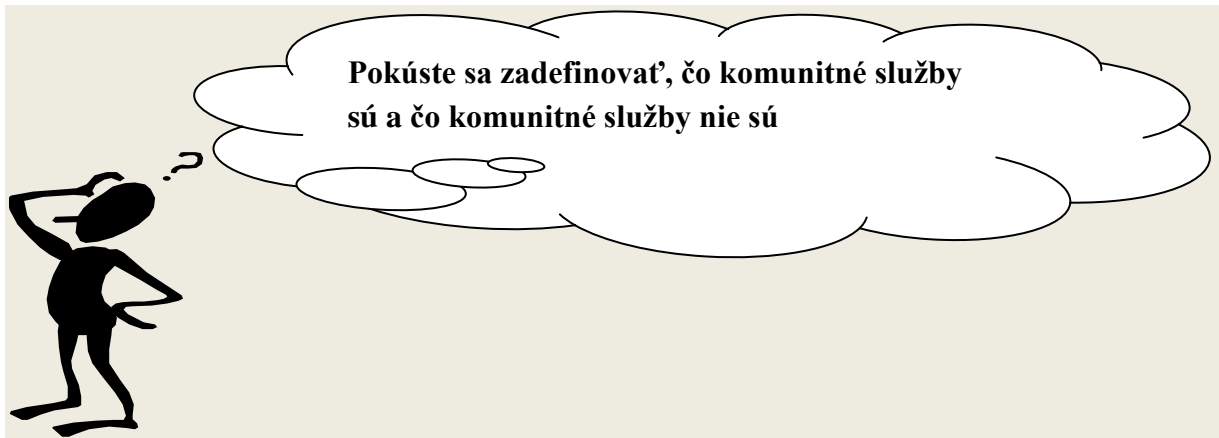 Pokúste sa zadefinovať, čo komunitné služby
sú a čo komunitné služby nie sú
?